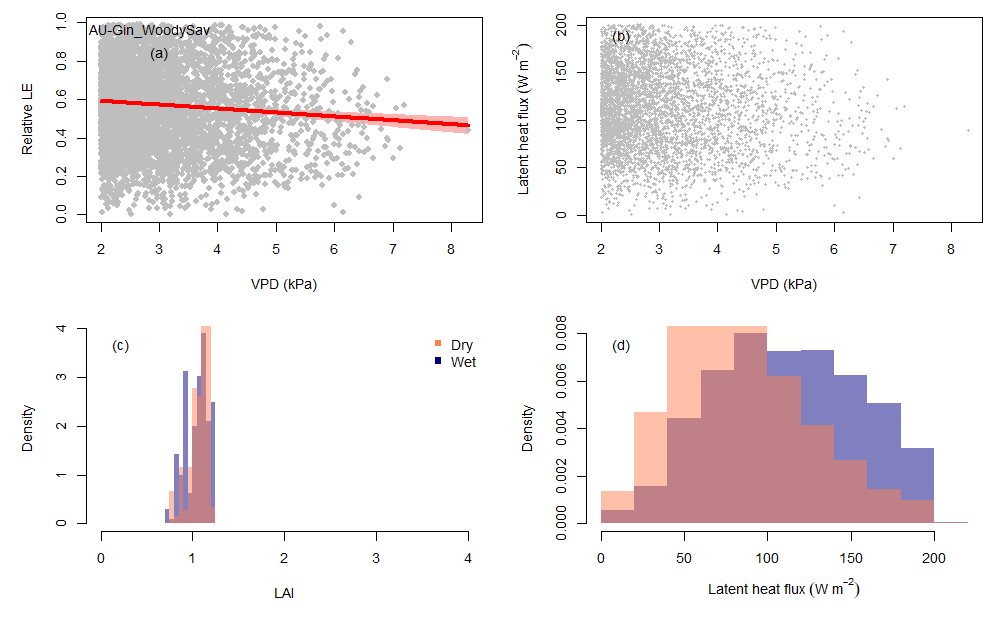 AU-Gin_WoodySav
(a)
Relative LE
0.0 0.2 0.4 0.6 0.8 1.0
2 3 4 5 6 7 8
VPD (kPa)
(b)
Latent heat flux (W m⁻²)
0 50 100 150 200
2 3 4 5 6 7 8
VPD (kPa)
(c)
Dry
Wet
Density
0 1 2 3 4
0 1 2 3 4
LAI
(d)
Density
0.000 0.002 0.004 0.006 0.008
0 50 100 150 200
Latent heat flux (W m⁻²)